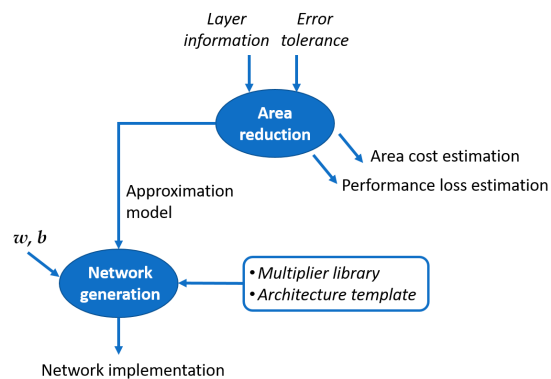 Layer
information
Error
tolerance
Area
reduction
Area cost estimation
Performance loss estimation
Approximation
model
w, b
Network
generation
• Multiplier library
• Architecture template
Network implementation